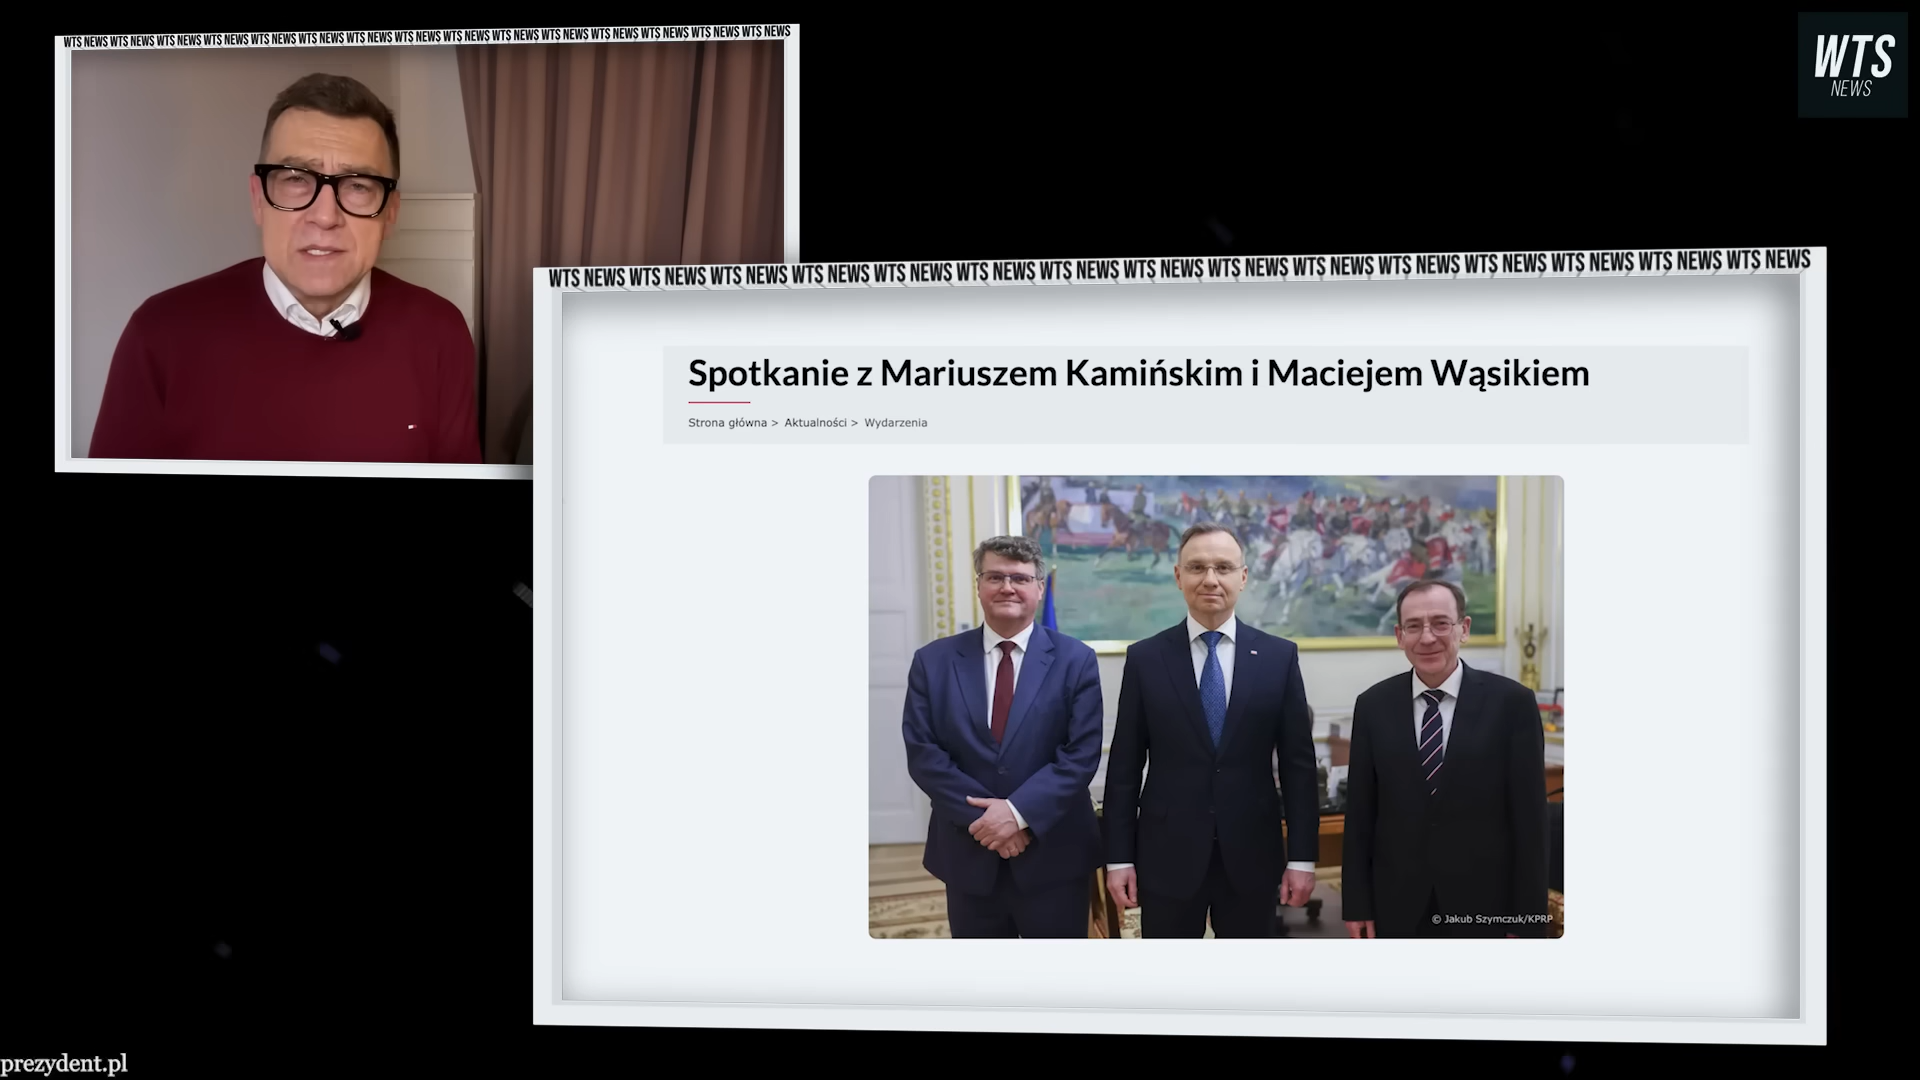 WTS NEWS WTS NEWS WTS NEWS WTS NEWS WTS NEWS WTS NEWS WTS NEWS WTS NEWS WTS NEWS WTS NEWS WTS NEWS WTS NEWS WTS NEWS WTS NEWS WTS NEWS
WTS
NEWS
WTS NEWS WTS NEWS WTS NEWS WTS NEWS WTS NEWS WTS NEWS WTS NEWS WTS NEWS WTS NEWS WTS NEWS WTS NEWS WTS NEWS WTS NEWS WTS NEWS WTS NEWS
Spotkanie z Mariuszem Kamińskim i Maciejem Wąsikiem
Strona główna > Aktualności > Wydarzenia
© Jakub Szymczuk/KPRP
prezydent.pl